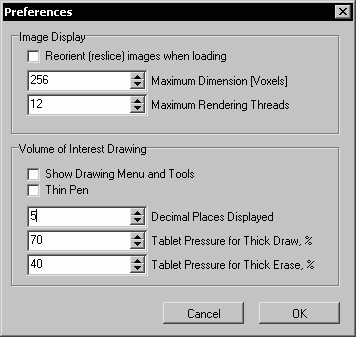 Preferences
Image Display
Reorient (reslice) images when loading
256 Maximum Dimension [Voxels]
12 Maximum Rendering Threads
Volume of Interest Drawing
Show Drawing Menu and Tools
Thin Pen
5 Decimal Places Displayed
70 Tablet Pressure for Thick Draw, %
40 Tablet Pressure for Thick Erase, %
Cancel OK